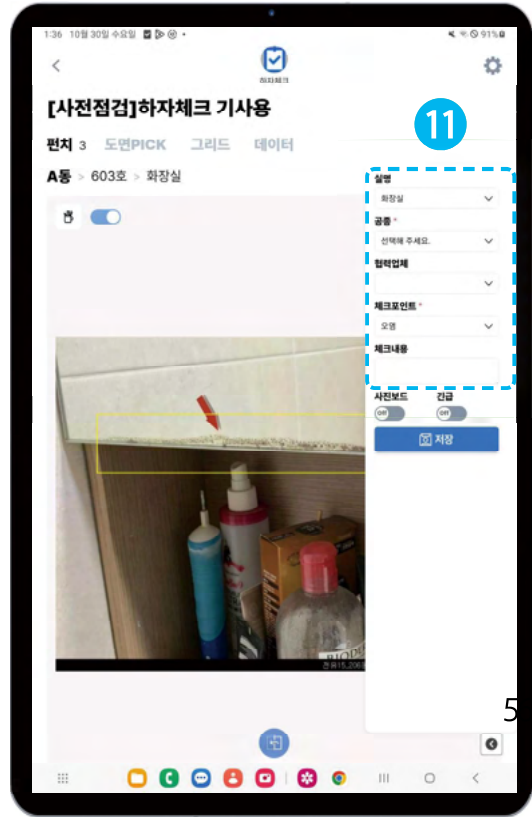 1:36 10월 30일 수요일
91%
하자체크
[사전점검]하자체크 기사용
11
펀치 3 도면PICK 그리드 데이터
A동 > 603호 > 화장실
실명
화장실
공종 *
선택해 주세요.
협력업체
체크포인트 *
오염
체크내용
사진보드 긴급
Off Off
저장
5